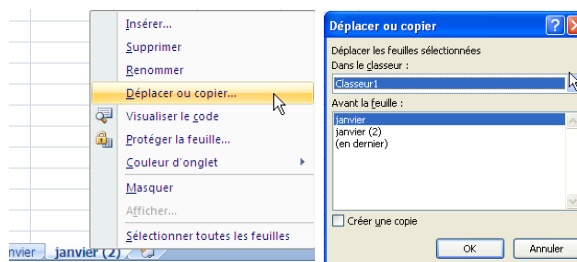 Insérer...
Supprimer
Renommer
Déplacer ou copier...
Visualiser le code
Protéger la feuille...
Couleur d'onglet
Masquer
Afficher...
Sélectionner toutes les feuilles
nvier janvier (2)
Déplacer ou copier
Déplacer les feuilles sélectionnées
Dans le classeur :
Classeur1
Avant la feuille :
janvier
janvier (2)
(en dernier)
Créer une copie
OK Annuler